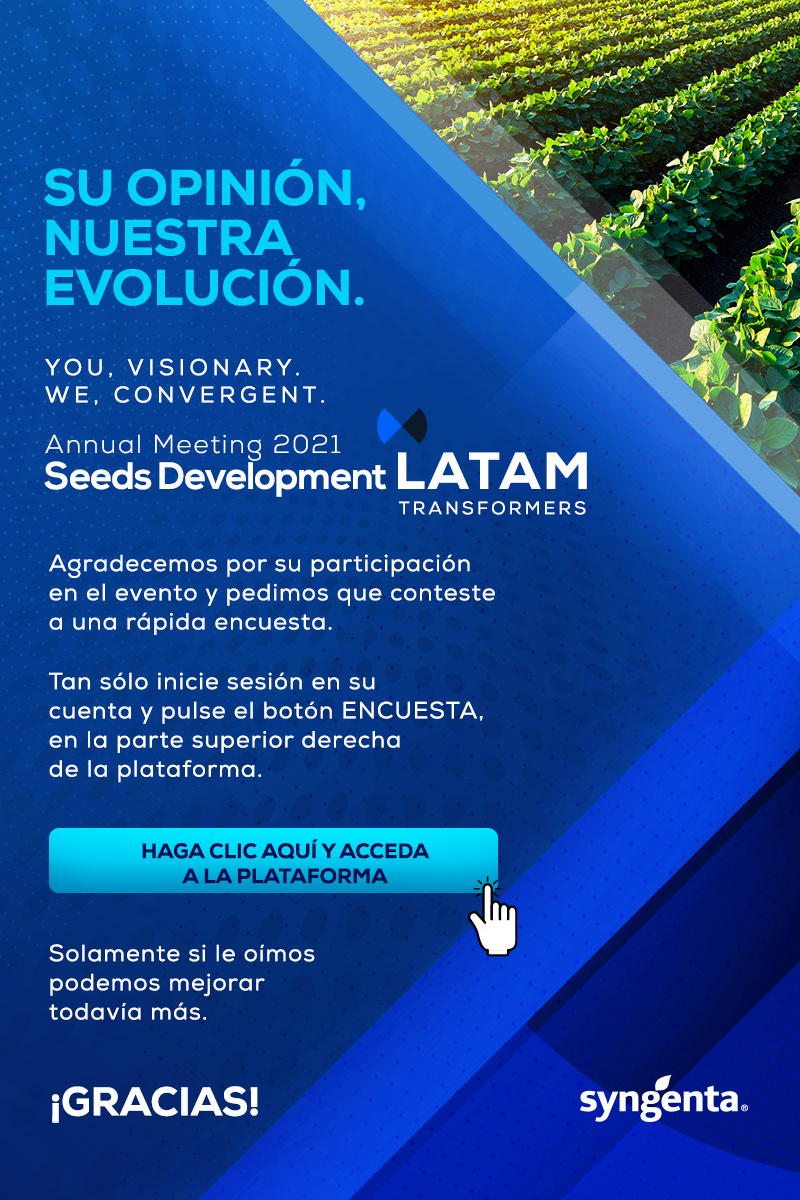 SU OPINIÓN,
NUESTRA
EVOLUCIÓN.
YOU, VISIONARY.
WE, CONVERGENT.
Annual Meeting 2021
Seeds Development
LATAM
TRANSFORMERS
Agradecemos por su participación
en el evento y pedimos que conteste
a una rápida encuesta.
Tan sólo inicie sesión en su
cuenta y pulse el botón ENCUESTA,
en la parte superior derecha
de la plataforma.
HAGA CLIC AQUÍ Y ACCEDA
A LA PLATAFORMA
Solamente si le oímos
podemos mejorar
todavía más.
¡GRACIAS!
syngenta®